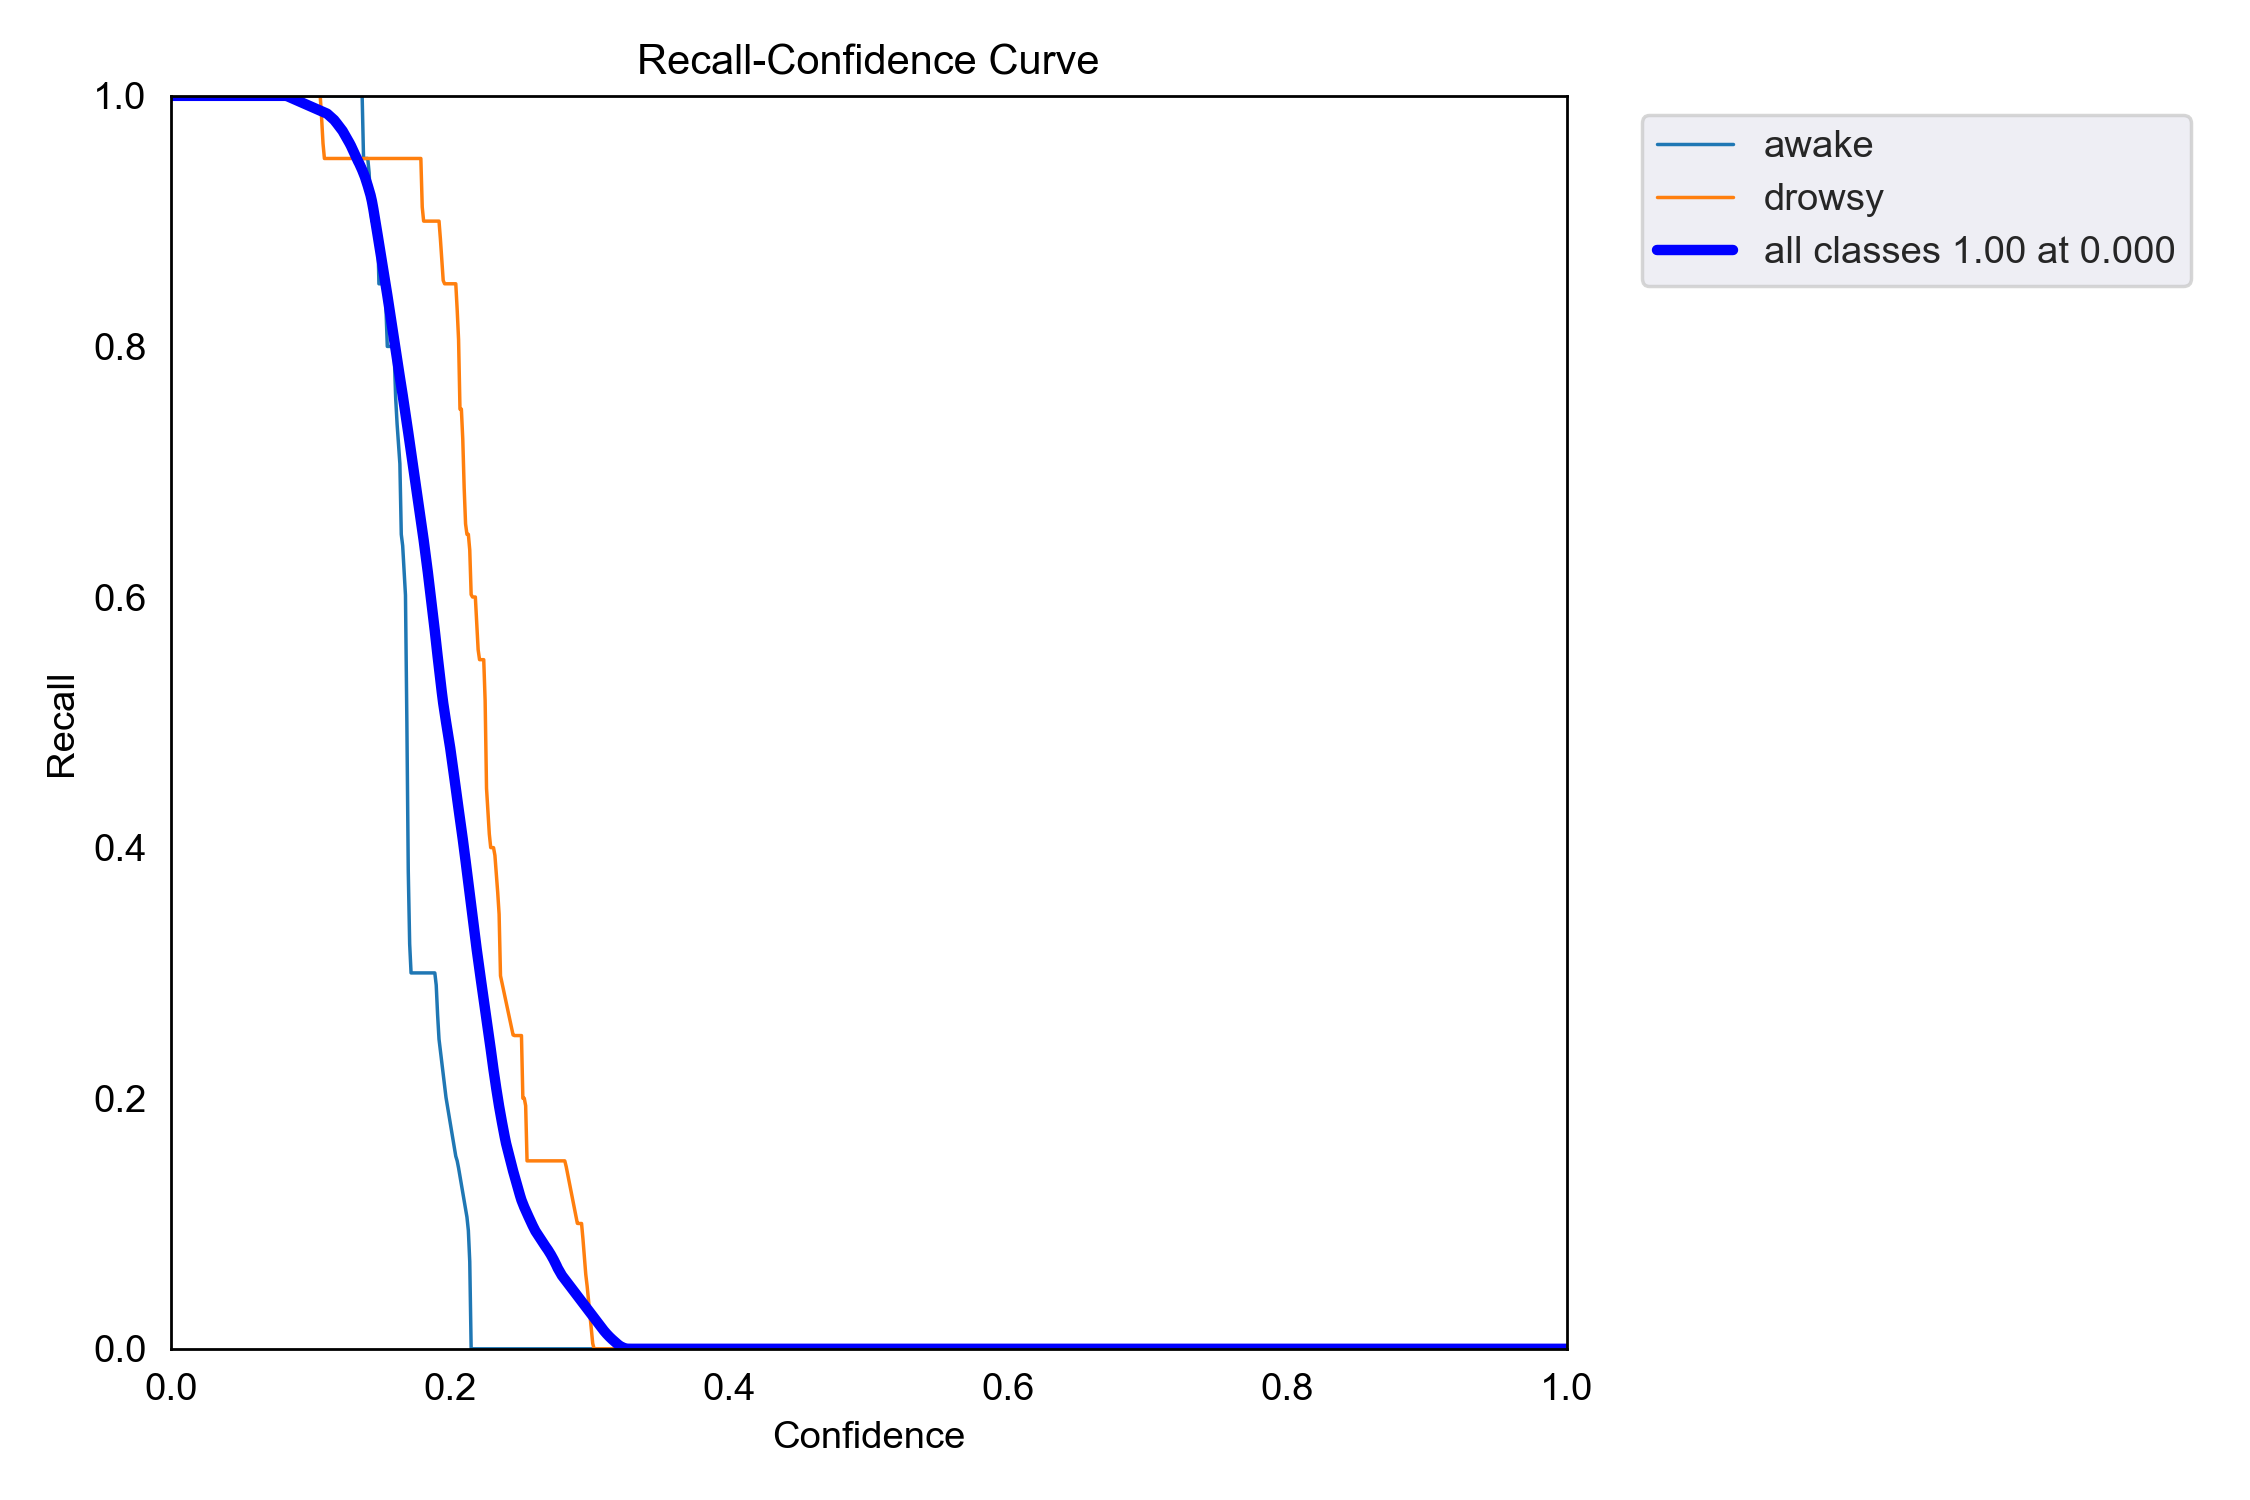 Recall-Confidence Curve
1.0
0.8
0.6
0.4
0.2
0.0
Recall
0.0 0.2 0.4 0.6 0.8 1.0
Confidence
awake
drowsy
all classes 1.00 at 0.000